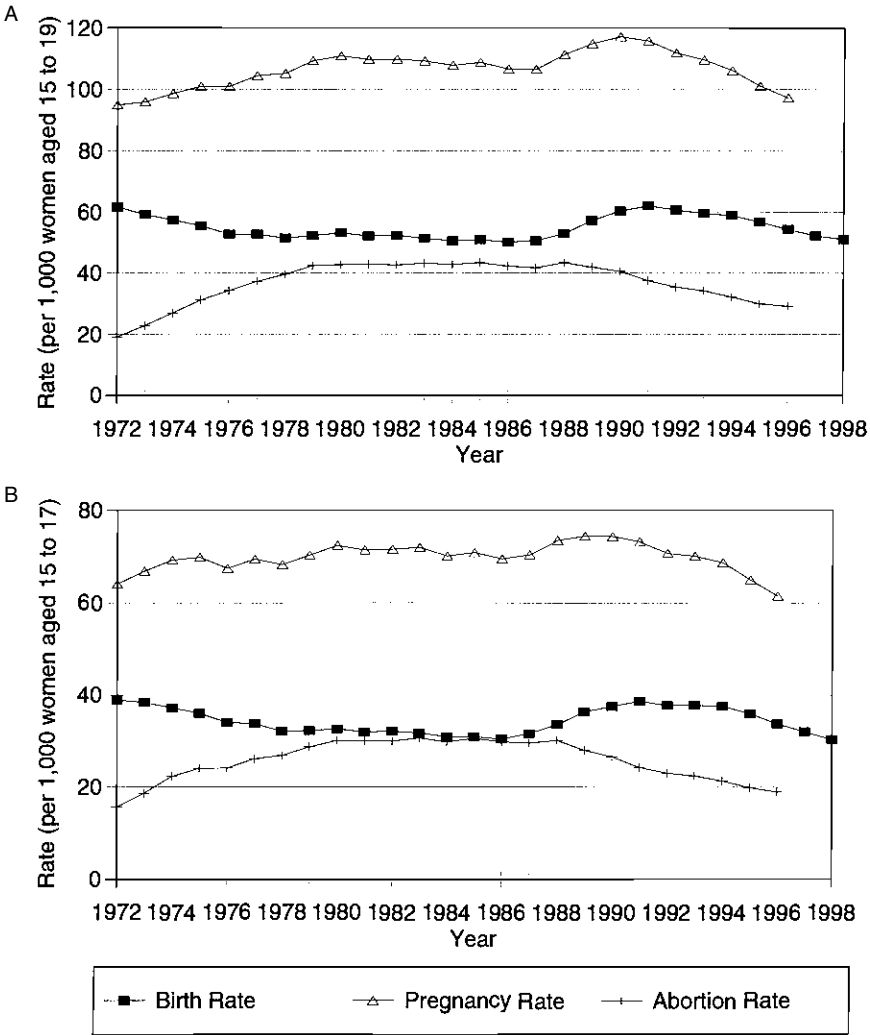 A
Rate (per 1,000 women aged 15 to 19)
120
100
80
60
40
20
0
1972 1974 1976 1978 1980 1982 1984 1986 1988 1990 1992 1994 1996 1998
Year
B
Rate (per 1,000 women aged 15 to 17)
80
60
40
20
0
1972 1974 1976 1978 1980 1982 1984 1986 1988 1990 1992 1994 1996 1998
Year
Birth Rate Pregnancy Rate Abortion Rate